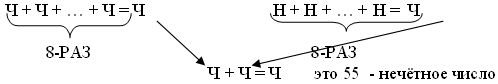 Ч + Ч + … + Ч = Ч
Н + Н + … + Н = Ч
8-РАЗ
8-РАЗ
Ч + Ч = Ч
это 55 - нечётное число